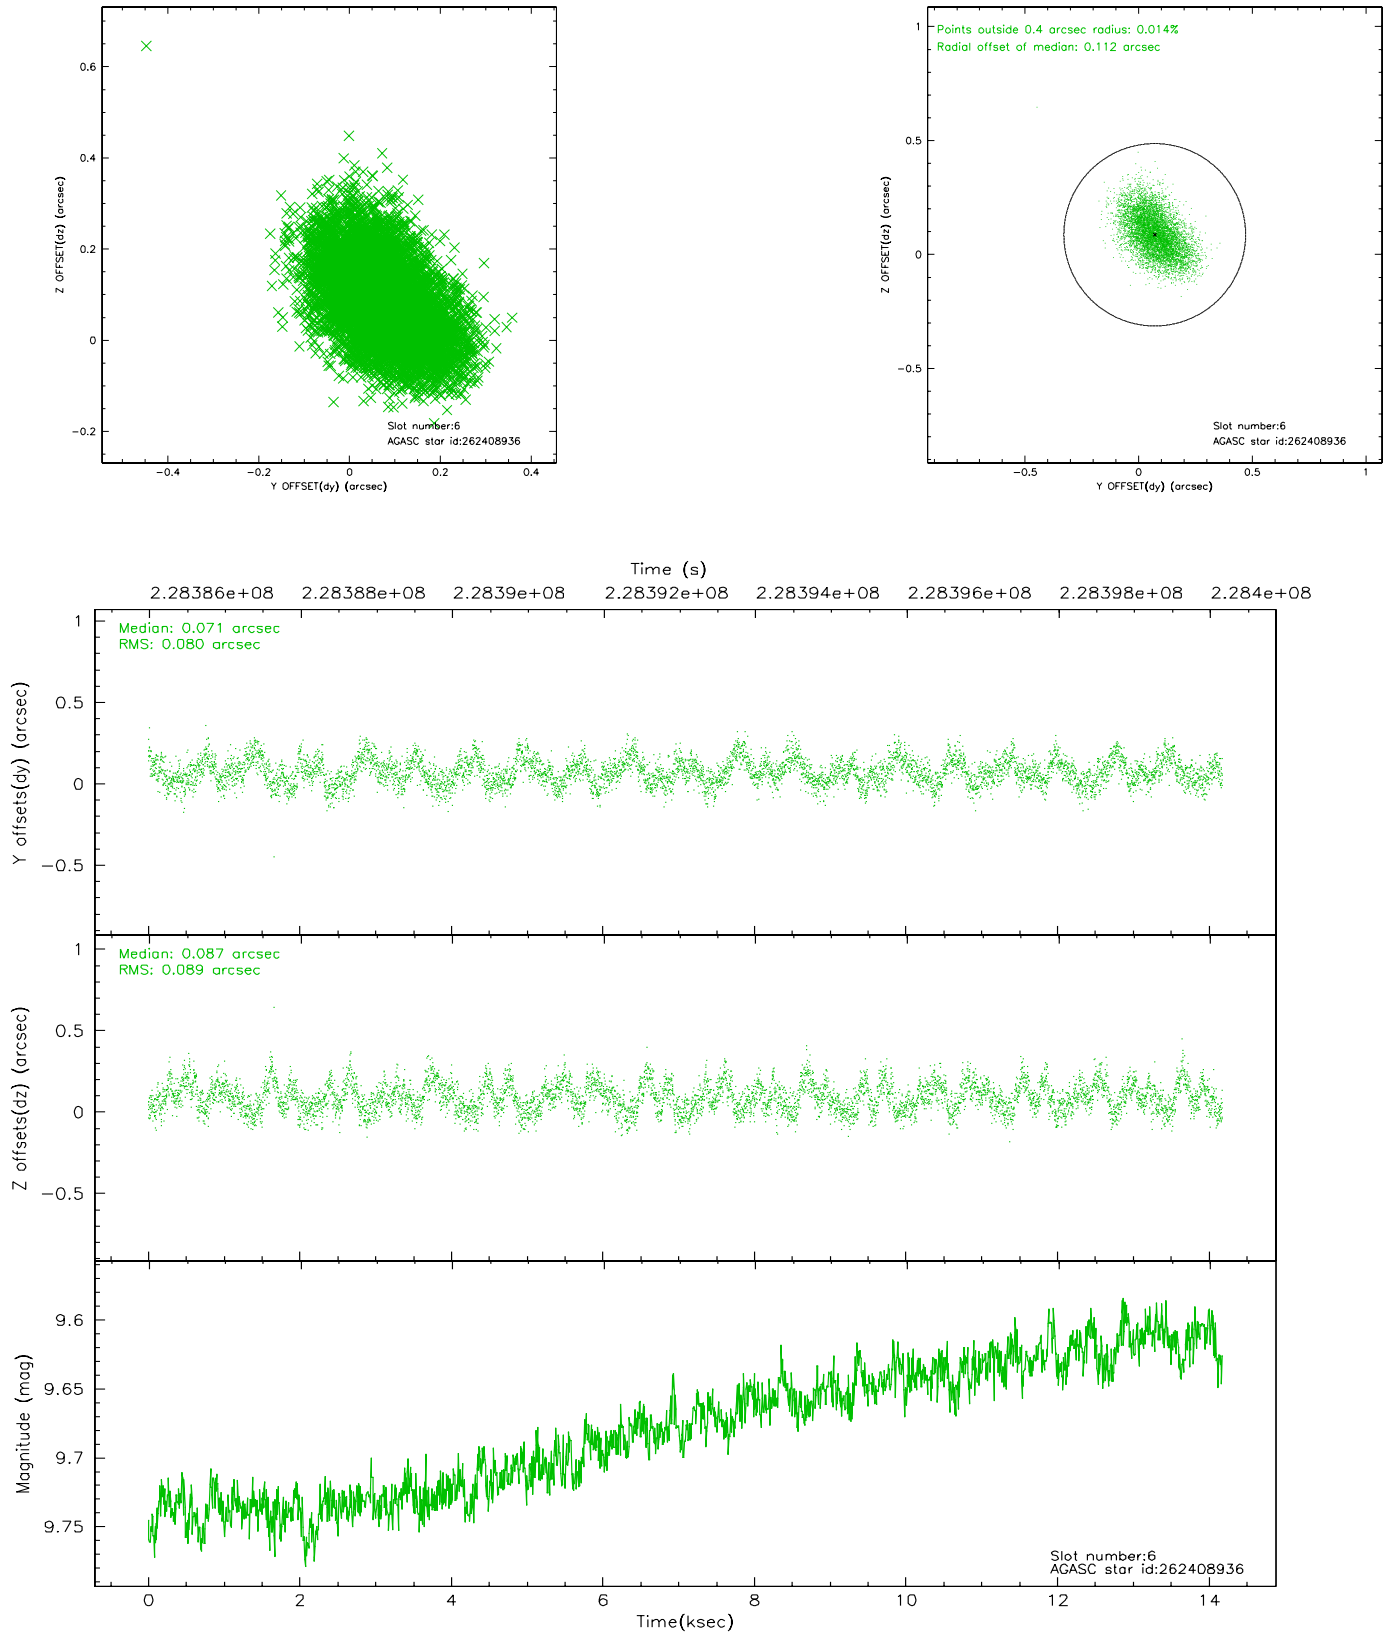 0.6
0.4
0.2
0
−0.2
Z OFFSET(dz) (arcsec)
Slot number:6
AGASC star id:262408936
−0.4 −0.2 0 0.2 0.4
Y OFFSET(dy) (arcsec)
Points outside 0.4 arcsec radius: 0.014%
Radial offset of median: 0.112 arcsec
1
0.5
0
−0.5
Z OFFSET(dz) (arcsec)
Slot number:6
AGASC star id:262408936
−0.5 0 0.5 1
Y OFFSET(dy) (arcsec)
Time (s)
2.28386e+08 2.28388e+08 2.2839e+08 2.28392e+08 2.28394e+08 2.28396e+08 2.28398e+08 2.284e+08
Median: 0.071 arcsec
RMS: 0.080 arcsec
1
0.5
0
−0.5
Y offsets(dy) (arcsec)
Median: 0.087 arcsec
RMS: 0.089 arcsec
1
0.5
0
−0.5
Z offsets(dz) (arcsec)
9.6
9.65
9.7
9.75
Magnitude (mag)
Slot number:6
AGASC star id:262408936
0 2 4 6 8 10 12 14
Time(ksec)